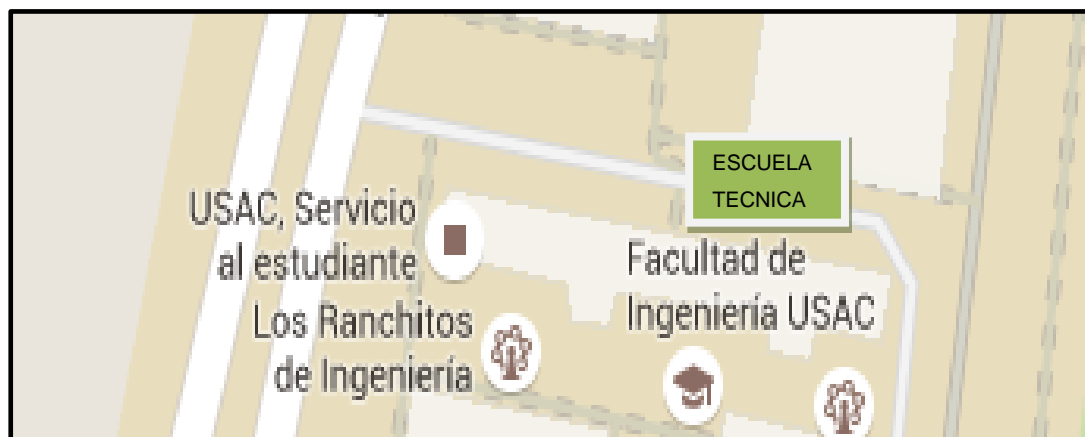 ESCUELA
TECNICA
USAC, Servicio
al estudiante
Los Ranchitos
de Ingeniería
Facultad de
Ingeniería USAC